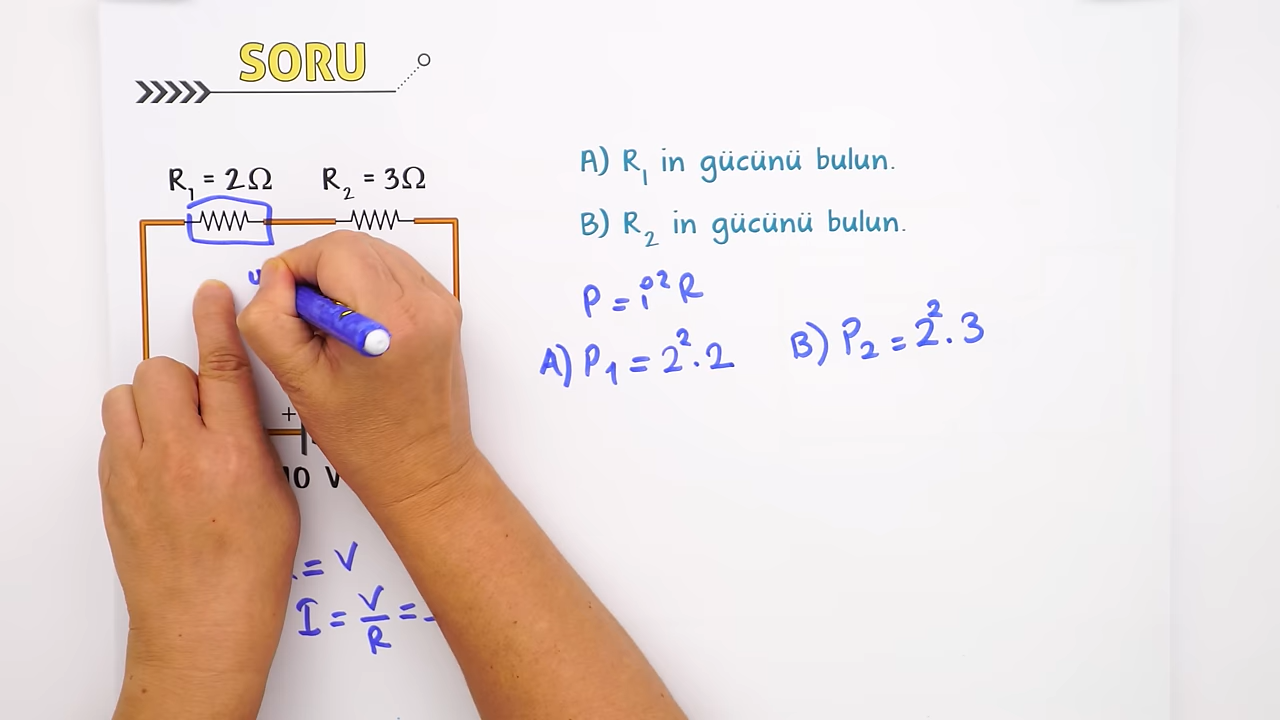 SORU
R₁ = 2Ω R₂ = 3Ω
+
10 V
= V
I = V/R =
A) R₁ in gücünü bulun.
B) R₂ in gücünü bulun.
P = i² R
A) P₁ = 2² . 2
B) P₂ = 2² . 3